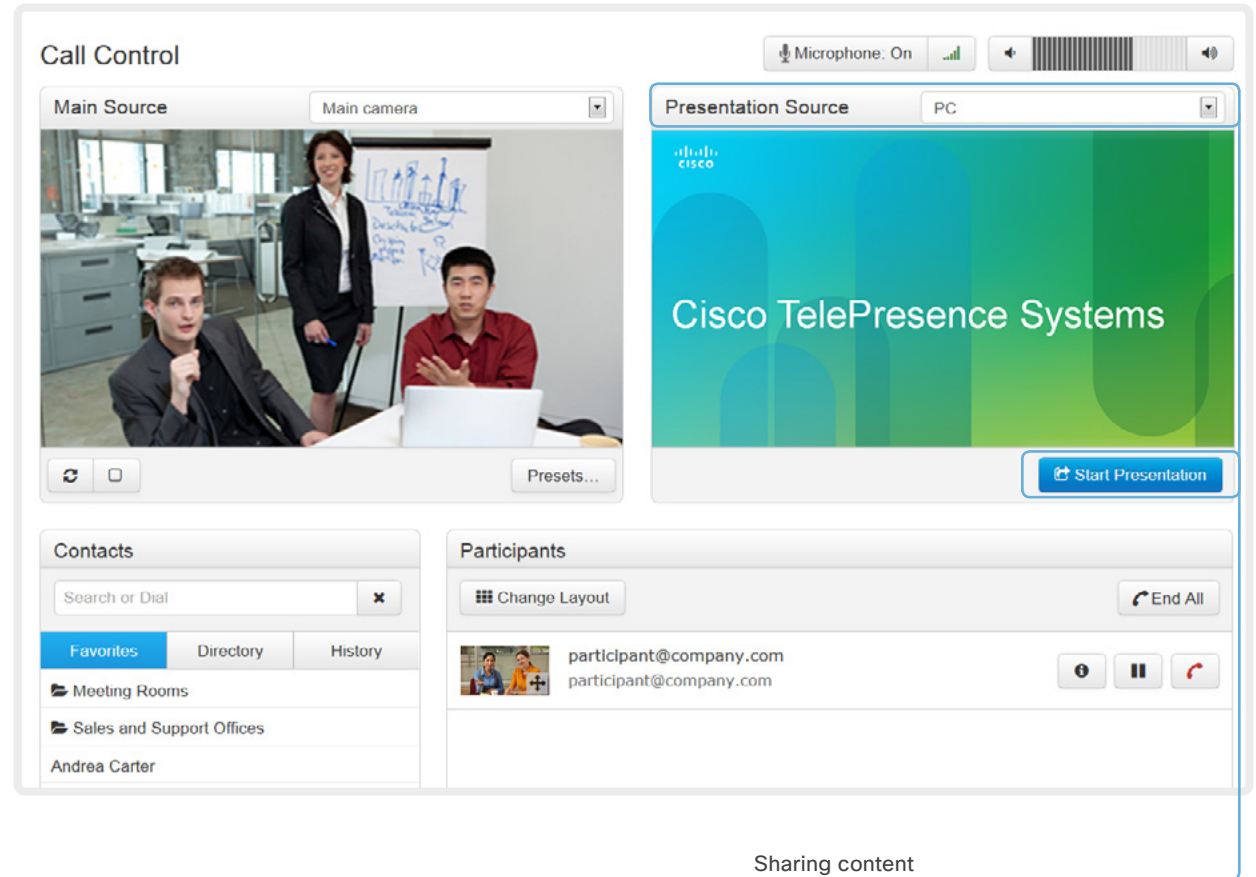 Call Control
Microphone: On
Main Source
Main camera
Presentation Source
PC
CISCO
Cisco TelePresence Systems
Presets...
Start Presentation
Contacts
Participants
Search or Dial
Change Layout
End All
Favorites
Directory
History
participant@company.com
participant@company.com
Meeting Rooms
Sales and Support Offices
Andrea Carter
Sharing content